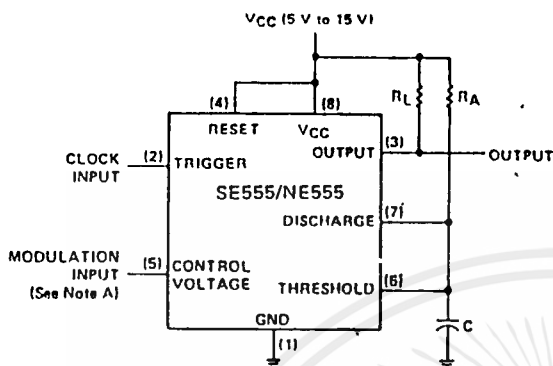 VCC (5 V to 15 V)
(4)
(8)
RL
RA
RESET
VCC
(3)
OUTPUT
OUTPUT
CLOCK
INPUT
(2)
TRIGGER
SE555/NE555
(7)
DISCHARGE
MODULATION
INPUT
(See Note A)
(5)
CONTROL
VOLTAGE
(6)
THRESHOLD
C
GND
(1)